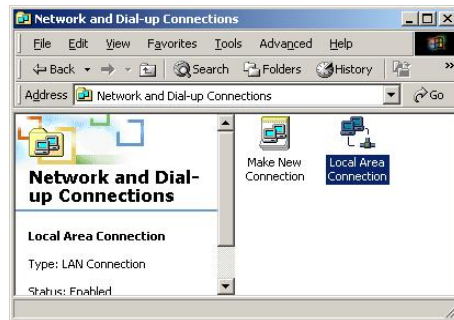 Network and Dial-up Connections
File Edit View Favorites Tools Advanced Help
Back Search Folders History »
Address Network and Dial-up Connections Go
Network and Dial-
up Connections
Local Area Connection
Type: LAN Connection
Status: Enabled
Make New
Connection
Local Area
Connection